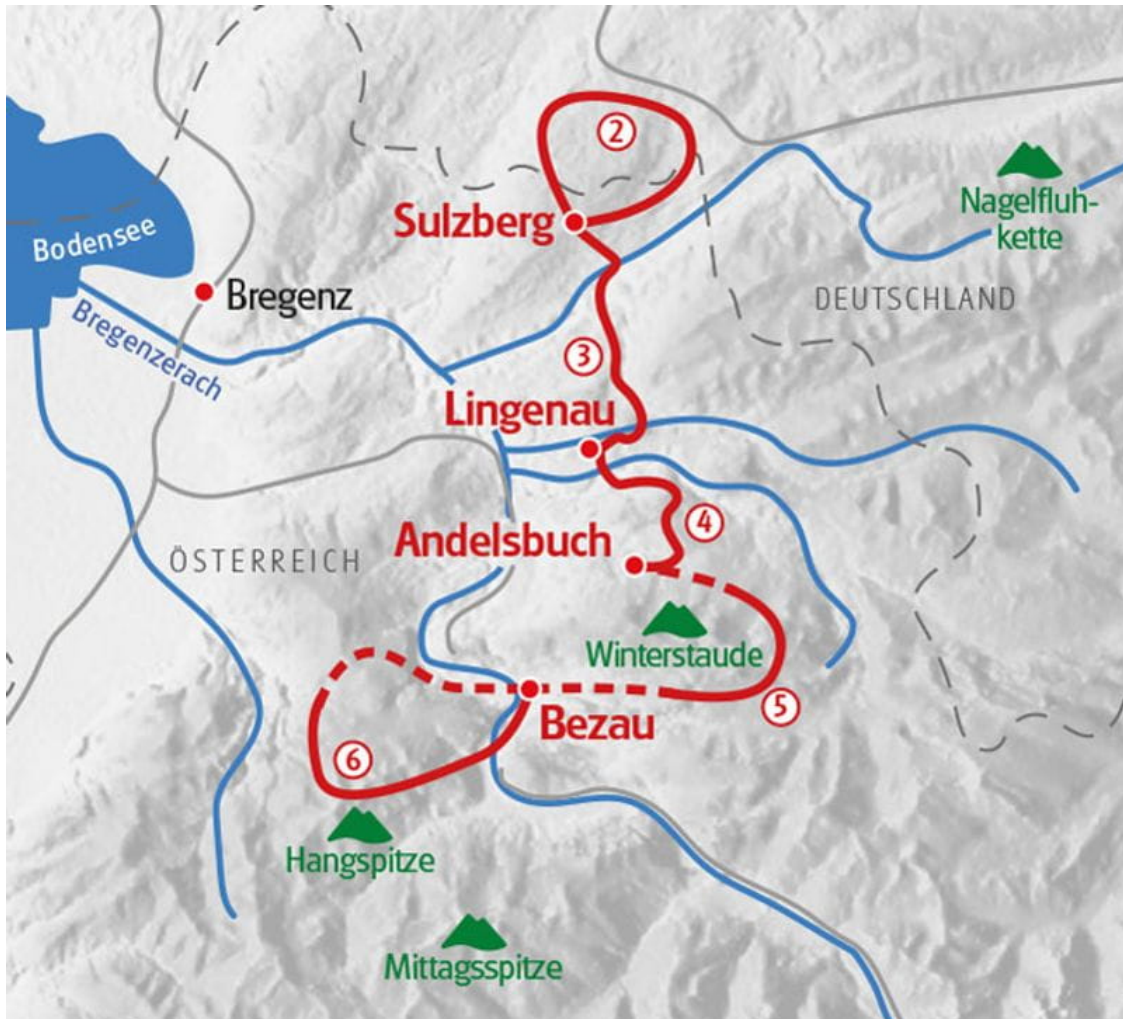 ②
Nagelfluh-
kette
Sulzberg
Bodensee
Bregenz
DEUTSCHLAND
Bregenzerach
③
Lingenau
④
Andelsbuch
ÖSTERREICH
Winterstaude
⑤
Bezau
⑥
Hangspitze
Mittagsspitze